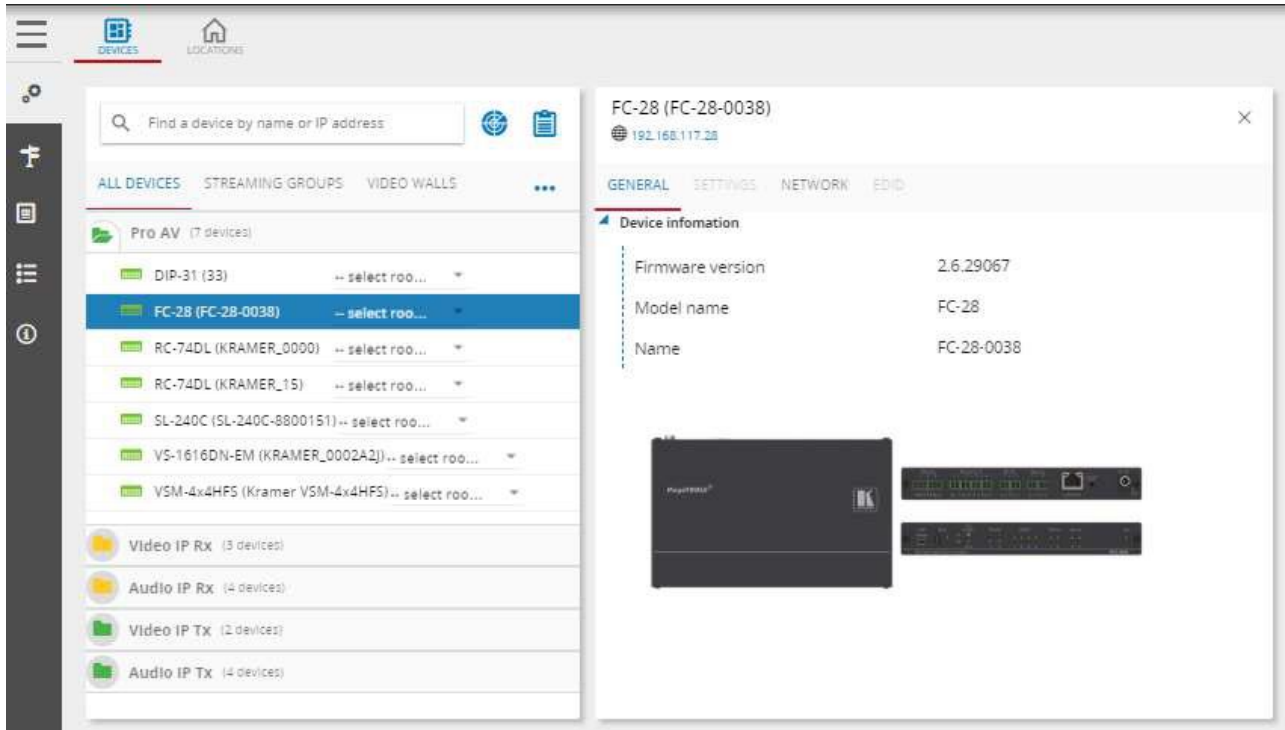 DEVICES
LOCATIONS
Find a device by name or IP address
ALL DEVICES STREAMING GROUPS VIDEO WALLS
Pro AV (7 devices)
DIP-31 (33) -- select roo...
FC-28 (FC-28-0038) -- select roo...
RC-74DL (KRAMER_0000) -- select roo...
RC-74DL (KRAMER_15) -- select roo...
SL-240C (SL-240C-8800151) -- select roo...
VS-1616DN-EM (KRAMER_0002A2J) -- select roo...
VSM-4x4HFS (Kramer VSM-4x4HFS) -- select roo...
Video IP Rx (3 devices)
Audio IP Rx (4 devices)
Video IP Tx (2 devices)
Audio IP Tx (4 devices)
FC-28 (FC-28-0038)
192.168.117.28
GENERAL SETTINGS NETWORK EDID
Device infomation
Firmware version 2.6.29067
Model name FC-28
Name FC-28-0038
K